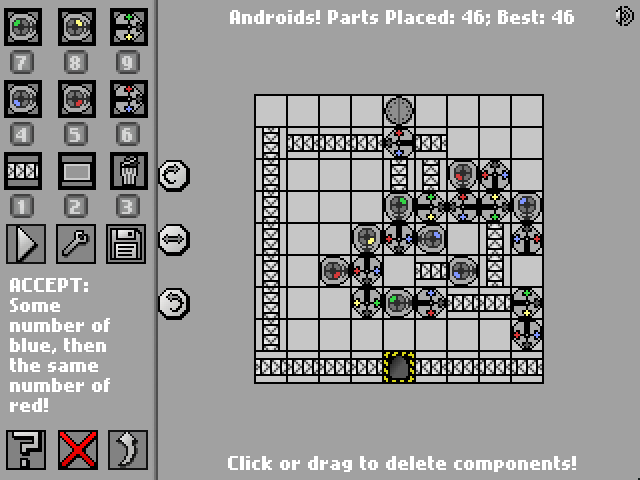 Androids! Parts Placed: 46; Best: 46
7 8 9
4 5 6
1 2 3
ACCEPT:
Some
number of
blue, then
the same
number of
red!
?
Click or drag to delete components!